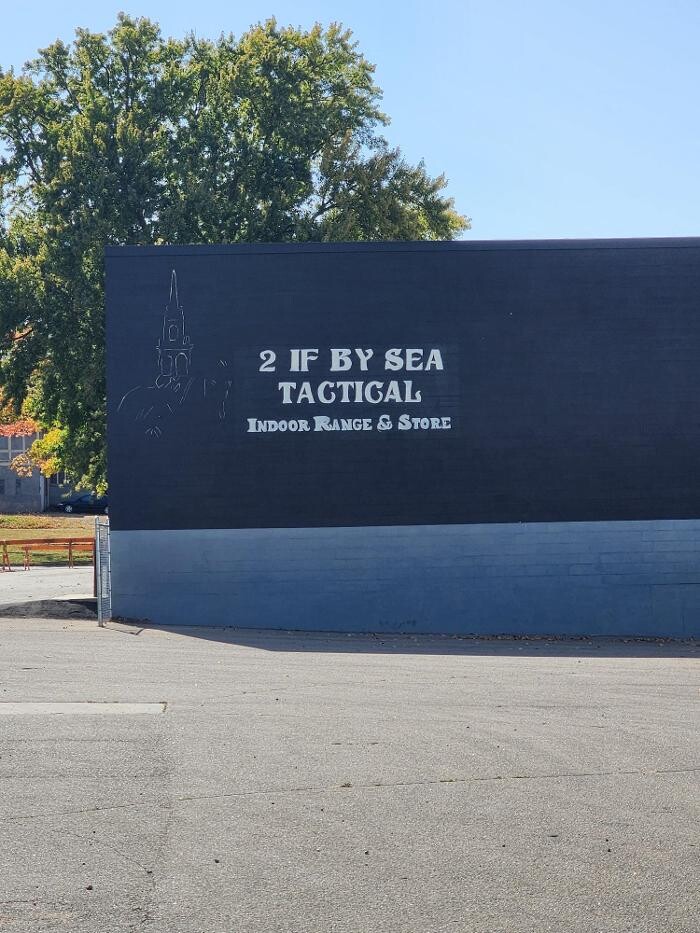 2 IF BY SEA
TACTICAL
INDOOR RANGE & STORE